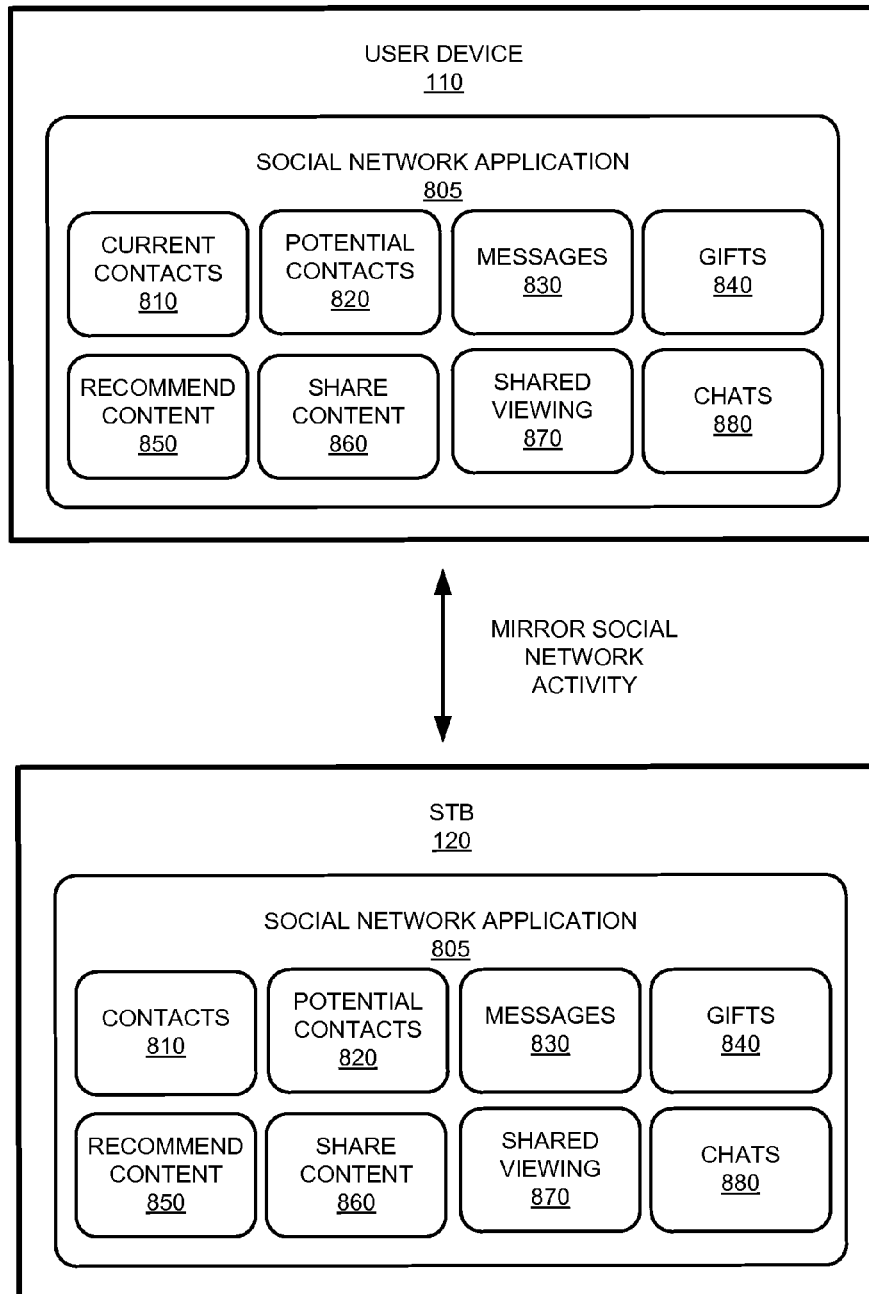 USER DEVICE
110
SOCIAL NETWORK APPLICATION
805
CURRENT
CONTACTS
810
POTENTIAL
CONTACTS
820
MESSAGES
830
GIFTS
840
RECOMMEND
CONTENT
850
SHARE
CONTENT
860
SHARED
VIEWING
870
CHATS
880
MIRROR SOCIAL
NETWORK
ACTIVITY
STB
120
SOCIAL NETWORK APPLICATION
805
CONTACTS
810
POTENTIAL
CONTACTS
820
MESSAGES
830
GIFTS
840
RECOMMEND
CONTENT
850
SHARE
CONTENT
860
SHARED
VIEWING
870
CHATS
880